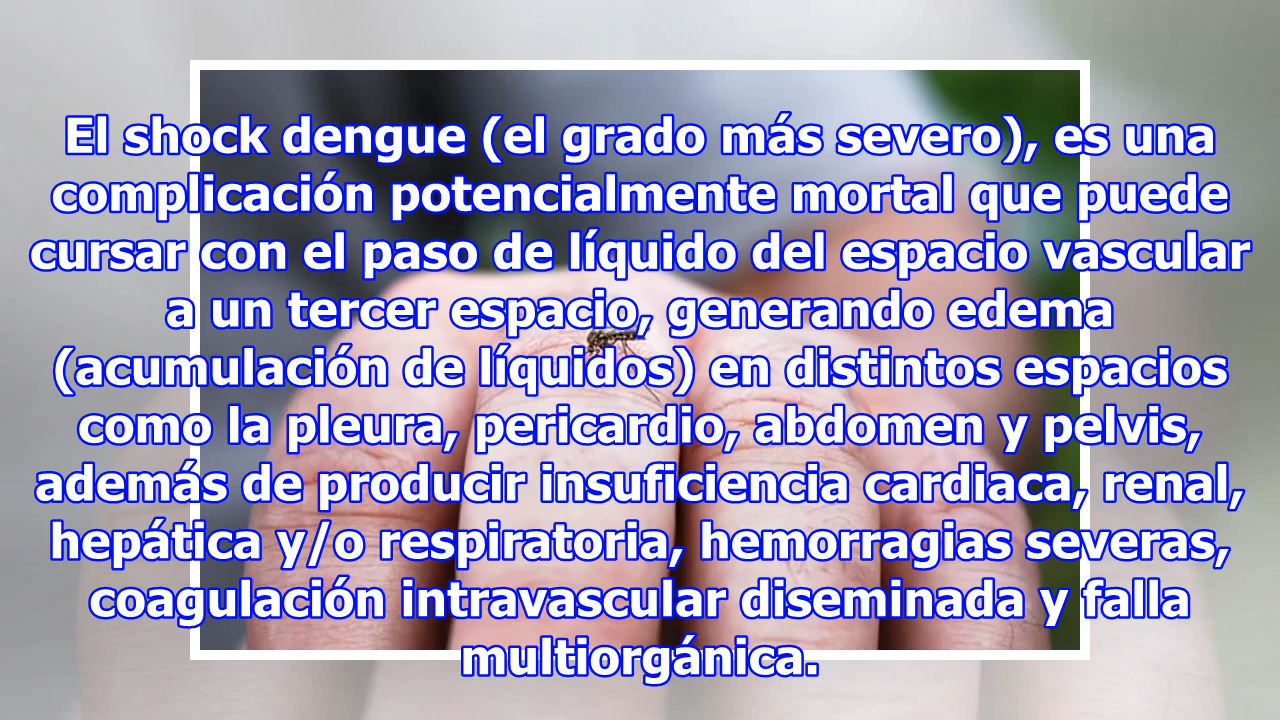 El shock dengue (el grado más severo), es una
complicación potencialmente mortal que puede
cursar con el paso de líquido del espacio vascular
a un tercer espacio, generando edema
(acumulación de líquidos) en distintos espacios
como la pleura, pericardio, abdomen y pelvis,
además de producir insuficiencia cardiaca, renal,
hepática y/o respiratoria, hemorragias severas,
coagulación intravascular diseminada y falla
multiorgánica.